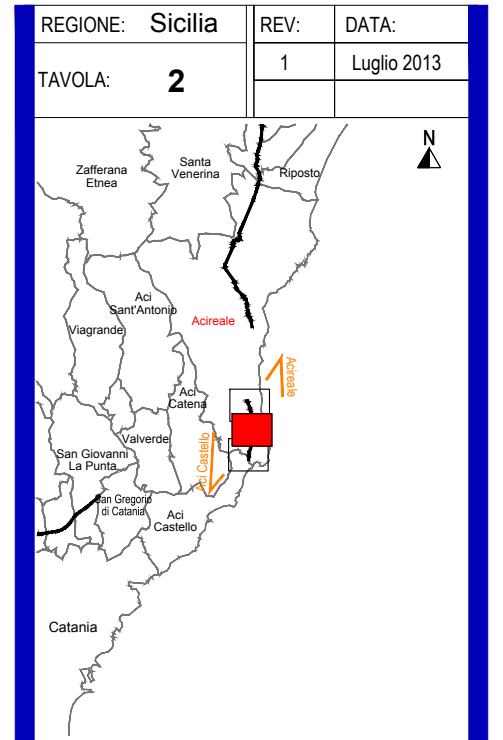 REGIONE: Sicilia REV: DATA:
1 Luglio 2013
TAVOLA: 2
N
Zafferana
Etnea
Santa
Venerina
Riposto
Aci
Sant'Antonio
Acireale
Viagrande
Acireale
Aci
Catena
Valverde
Aci Castello
San Giovanni
La Punta
San Gregorio
di Catania
Aci
Castello
Catania